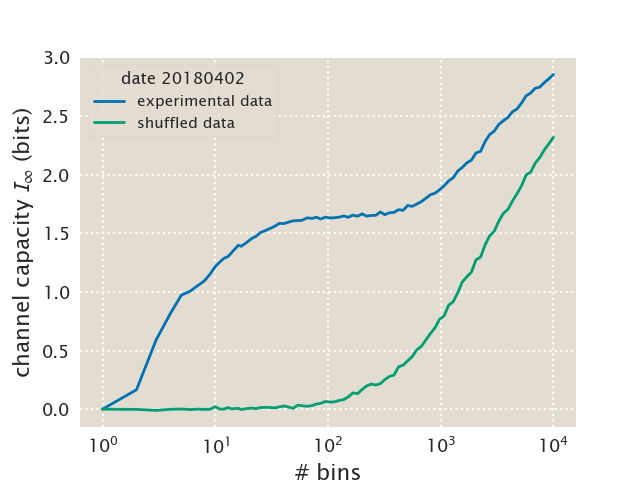 3.0
2.5
2.0
1.5
1.0
0.5
0.0
channel capacity I∞ (bits)
date 20180402
experimental data
shuffled data
10⁰ 10¹ 10² 10³ 10⁴
# bins